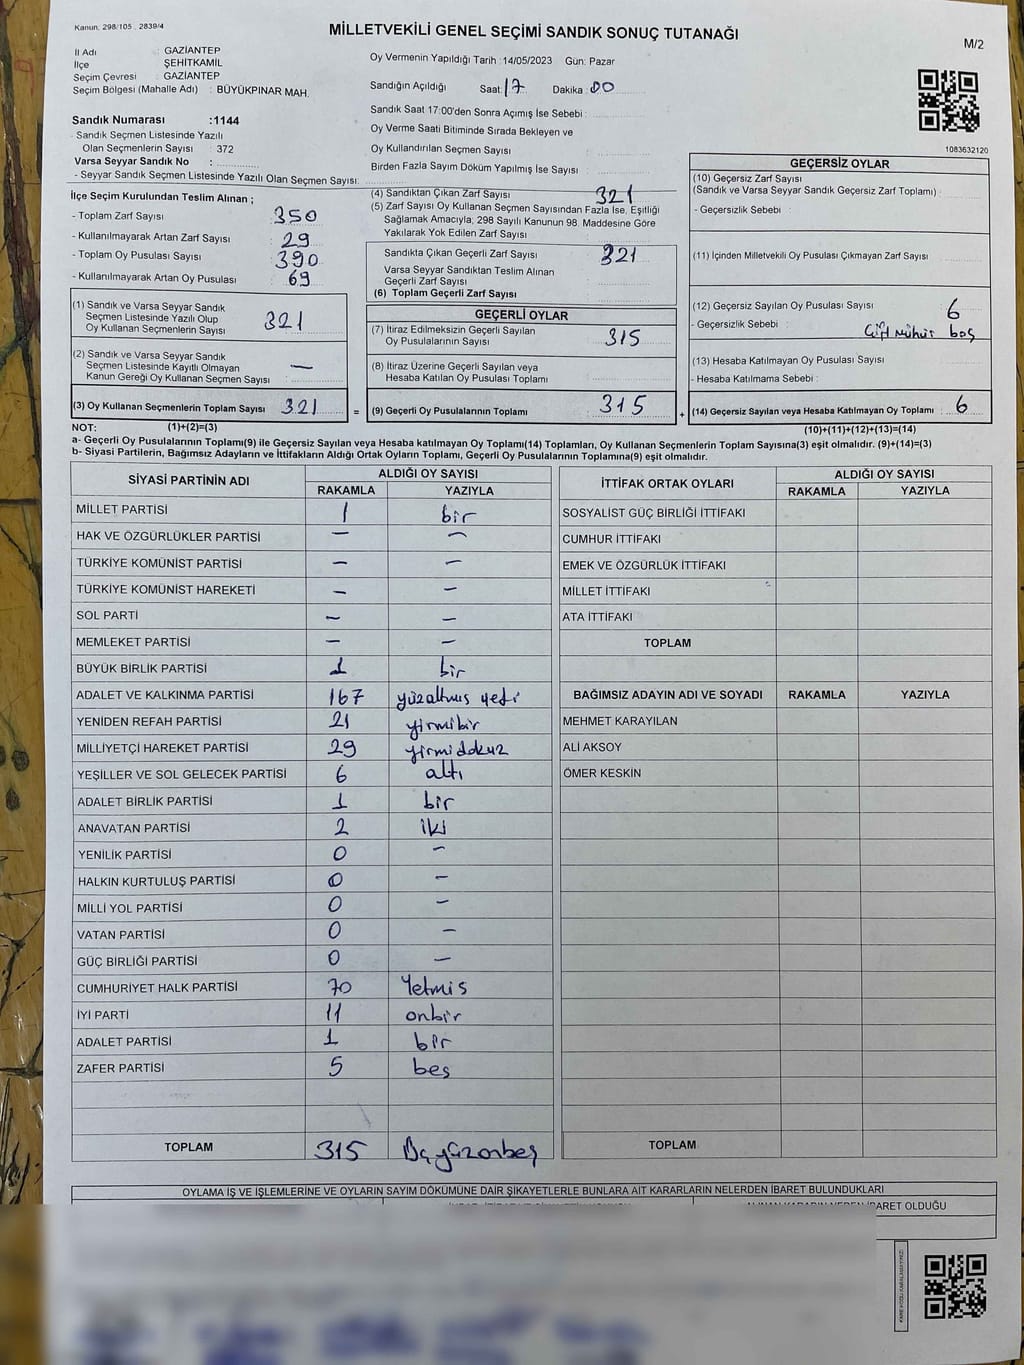 Kanun: 298/105 . 2839/4
MİLLETVEKİLİ GENEL SEÇİMİ SANDIK SONUÇ TUTANAĞI
M/2
İl Adı : GAZİANTEP
İlçe ŞEHİTKAMİL
Seçim Çevresi : GAZİANTEP
Seçim Bölgesi (Mahalle Adı) : BÜYÜKPINAR MAH.
Sandık Numarası :1144
- Sandık Seçmen Listesinde Yazılı
Olan Seçmenlerin Sayısı : 372
Varsa Seyyar Sandık No :
- Seyyar Sandık Seçmen Listesinde Yazılı Olan Seçmen Sayısı:
Oy Vermenin Yapıldığı Tarih :14/05/2023 Gün: Pazar
Sandığın Açıldığı Saat: 17 Dakika : 00
Sandık Saat 17:00'den Sonra Açımış İse Sebebi :
Oy Verme Saati Bitiminde Sırada Bekleyen ve
Oy Kullandırılan Seçmen Sayısı :
Birden Fazla Sayım Döküm Yapılmış İse Sayısı :
1083632120
İlçe Seçim Kurulundan Teslim Alınan ;
- Toplam Zarf Sayısı : 350
- Kullanılmayarak Artan Zarf Sayısı : 29
- Toplam Oy Pusulası Sayısı : 390
- Kullanılmayarak Artan Oy Pusulası : 69
(1) Sandık ve Varsa Seyyar Sandık
Seçmen Listesinde Yazılı Olup
Oy Kullanan Seçmenlerin Sayısı : 321
(2) Sandık ve Varsa Seyyar Sandık
Seçmen Listesinde Kayıtlı Olmayan
Kanun Gereği Oy Kullanan Seçmen Sayısı : —
(3) Oy Kullanan Seçmenlerin Toplam Sayısı : 321 =
(4) Sandıktan Çıkan Zarf Sayısı : 321
(5) Zarf Sayısı Oy Kullanan Seçmen Sayısından Fazla İse, Eşitliği
Sağlamak Amacıyla; 298 Sayılı Kanunun 98. Maddesine Göre
Yakılarak Yok Edilen Zarf Sayısı :
Sandıkta Çıkan Geçerli Zarf Sayısı : 321
Varsa Seyyar Sandıktan Teslim Alınan
Geçerli Zarf Sayısı :
(6) Toplam Geçerli Zarf Sayısı :
GEÇERLİ OYLAR
(7) İtiraz Edilmeksizin Geçerli Sayılan
Oy Pusulalarının Sayısı : 315
(8) İtiraz Üzerine Geçerli Sayılan veya
Hesaba Katılan Oy Pusulası Toplamı :
(9) Geçerli Oy Pusulalarının Toplamı : 315 +
GEÇERSİZ OYLAR
(10) Geçersiz Zarf Sayısı
(Sandık ve Varsa Seyyar Sandık Geçersiz Zarf Toplamı) :
- Geçersizlik Sebebi :
(11) İçinden Milletvekili Oy Pusulası Çıkmayan Zarf Sayısı :
(12) Geçersiz Sayılan Oy Pusulası Sayısı : 6
- Geçersizlik Sebebi : Çift mühür boş
(13) Hesaba Katılmayan Oy Pusulası Sayısı :
- Hesaba Katılmama Sebebi :
(14) Geçersiz Sayılan veya Hesaba Katılmayan Oy Toplamı : 6
NOT: (1)+(2)=(3)
(10)+(11)+(12)+(13)=(14)
a- Geçerli Oy Pusulalarının Toplamı(9) ile Geçersiz Sayılan veya Hesaba katılmayan Oy Toplamı(14) Toplamları, Oy Kullanan Seçmenlerin Toplam Sayısına(3) eşit olmalıdır. (9)+(14)=(3)
b- Siyasi Partilerin, Bağımsız Adayların ve İttifakların Aldığı Ortak Oyların Toplamı, Geçerli Oy Pusulalarının Toplamına(9) eşit olmalıdır.
SİYASİ PARTİNİN ADI ALDIĞI OY SAYISI
RAKAMLA YAZIYLA
MİLLET PARTİSİ 1 bir
HAK VE ÖZGÜRLÜKLER PARTİSİ — —
TÜRKİYE KOMÜNİST PARTİSİ — —
TÜRKİYE KOMÜNİST HAREKETİ — —
SOL PARTİ — —
MEMLEKET PARTİSİ — —
BÜYÜK BİRLİK PARTİSİ 1 bir
ADALET VE KALKINMA PARTİSİ 167 yüzaltmış yedi
YENİDEN REFAH PARTİSİ 21 yirmibir
MİLLİYETÇİ HAREKET PARTİSİ 29 yirmidokuz
YEŞİLLER VE SOL GELECEK PARTİSİ 6 altı
ADALET BİRLİK PARTİSİ 1 bir
ANAVATAN PARTİSİ 2 iki
YENİLİK PARTİSİ 0 —
HALKIN KURTULUŞ PARTİSİ 0 —
MİLLİ YOL PARTİSİ 0 —
VATAN PARTİSİ 0 —
GÜÇ BİRLİĞİ PARTİSİ 0 —
CUMHURİYET HALK PARTİSİ 70 Yetmis
İYİ PARTİ 11 onbir
ADALET PARTİSİ 1 bir
ZAFER PARTİSİ 5 bes
TOPLAM 315 Üçyüzonbeş
İTTİFAK ORTAK OYLARI ALDIĞI OY SAYISI
RAKAMLA YAZIYLA
SOSYALİST GÜÇ BİRLİĞİ İTTİFAKI
CUMHUR İTTİFAKI
EMEK VE ÖZGÜRLÜK İTTİFAKI
MİLLET İTTİFAKI
ATA İTTİFAKI
TOPLAM
BAĞIMSIZ ADAYIN ADI VE SOYADI RAKAMLA YAZIYLA
MEHMET KARAYILAN
ALİ AKSOY
ÖMER KESKİN
TOPLAM
OYLAMA İŞ VE İŞLEMLERİNE VE OYLARIN SAYIM DÖKÜMÜNE DAİR ŞİKAYETLERLE BUNLARA AİT KARARLARIN NELERDEN İBARET BULUNDUKLARI
ALINAN KARARIN NEDEN İBARET OLDUĞU